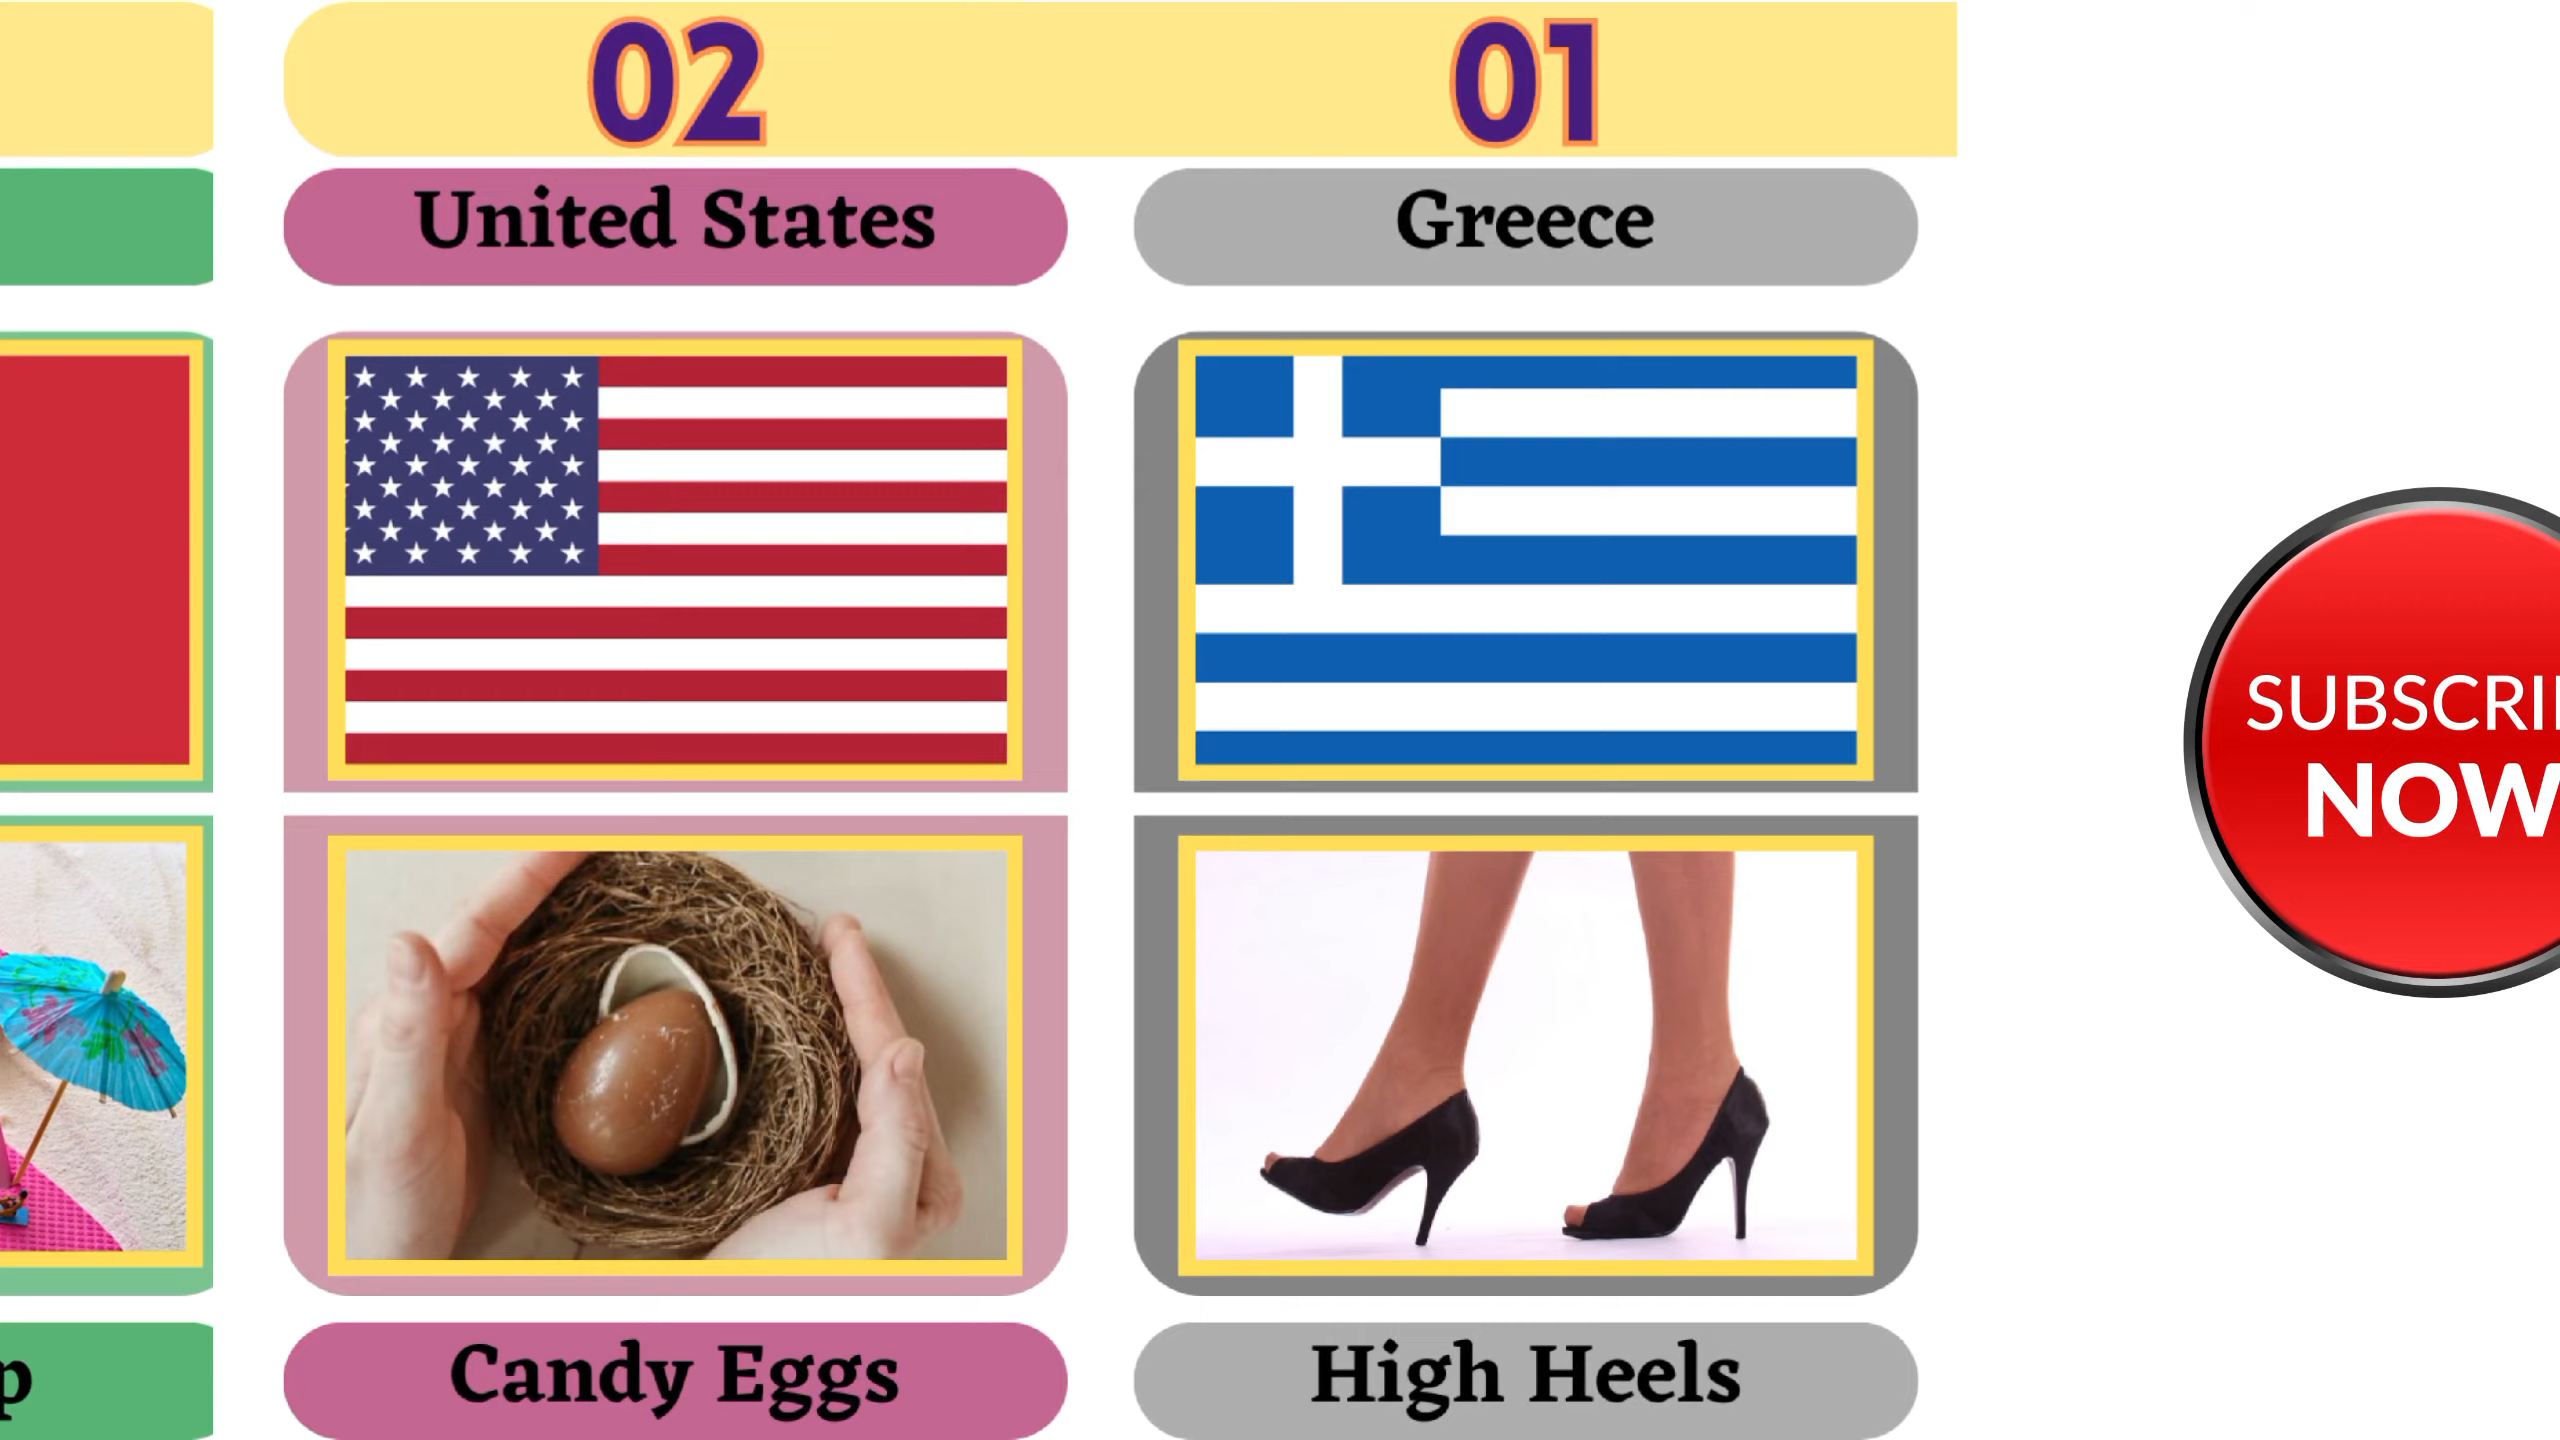 02
01
United States
Greece
SUBSCRI
NOW
p
Candy Eggs
High Heels